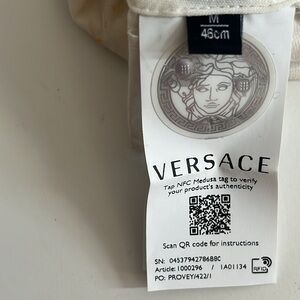 M
46cm
VERSACE
Tap NFC Medusa tag to verify
your product's authenticity
Scan QR code for instructions
SN: 04537942786B8C
Article: 1000296 / 1A01134
PO: PROVEY/422/1
RFID